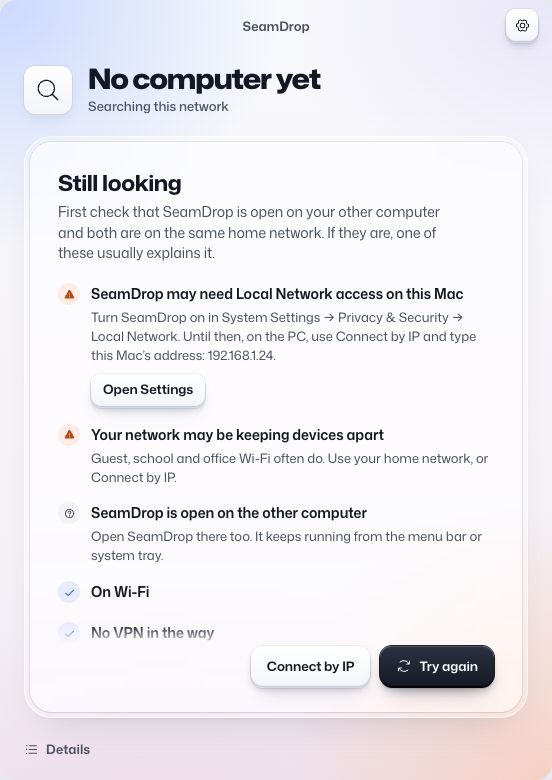 SeamDrop
No computer yet
Searching this network
Still looking
First check that SeamDrop is open on your other computer
and both are on the same home network. If they are, one of
these usually explains it.
SeamDrop may need Local Network access on this Mac
Turn SeamDrop on in System Settings → Privacy & Security →
Local Network. Until then, on the PC, use Connect by IP and type
this Mac's address: 192.168.1.24.
Open Settings
Your network may be keeping devices apart
Guest, school and office Wi-Fi often do. Use your home network, or
Connect by IP.
SeamDrop is open on the other computer
Open SeamDrop there too. It keeps running from the menu bar or
system tray.
On Wi-Fi
No VPN in the way
Connect by IP
Try again
Details